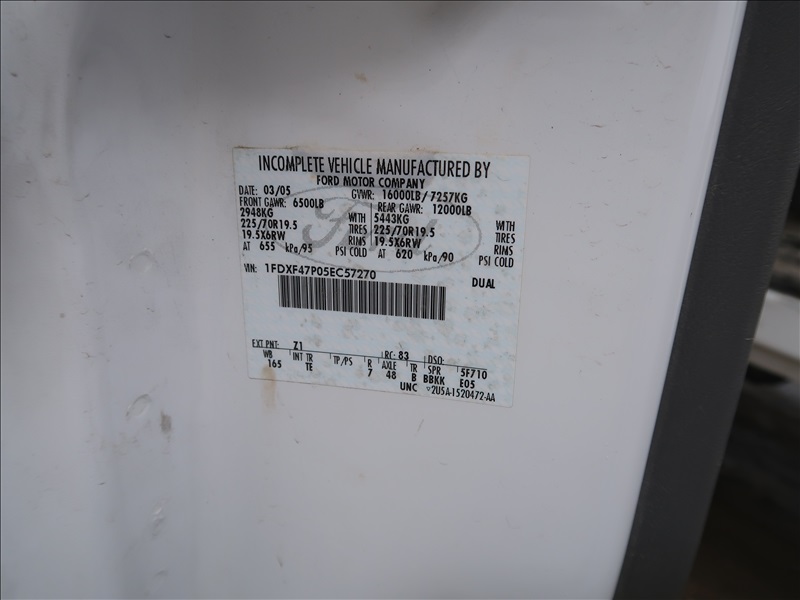 INCOMPLETE VEHICLE MANUFACTURED BY
FORD MOTOR COMPANY
DATE: 03/05 GVWR: 16000LB/ 7257KG
FRONT GAWR: 6500LB REAR GAWR: 12000LB
2948KG WITH 5443KG WITH
225/70R19.5 TIRES 225/70R19.5 TIRES
19.5X6RW RIMS 19.5X6RW RIMS
AT 655 kPa/95 PSI COLD AT 620 kPa/90 PSI COLD
VIN: 1FDXF47P05EC57270 DUAL
Ford
EXT PNT: Z1 RC: 83 DSO:
WB INT TR TP/PS R AXLE TR SPR 5F710
165 TE 7 48 B BBKK E05
UNC 2U5A-1520472-AA